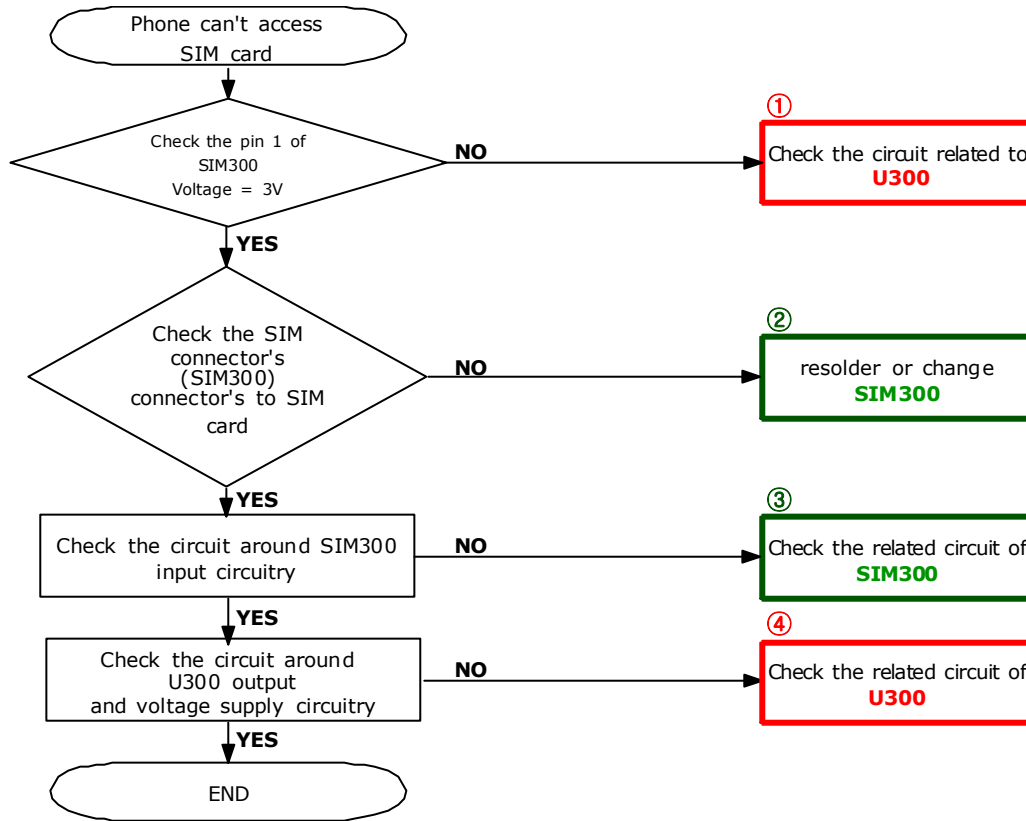 Phone can't access
SIM card
①
Check the pin 1 of
SIM300
Voltage = 3V
NO
Check the circuit related to
U300
YES
②
Check the SIM
connector's
(SIM300)
connector's to SIM
card
NO
resolder or change
SIM300
YES
③
Check the circuit around SIM300
input circuitry
NO
Check the related circuit of
SIM300
YES
④
Check the circuit around
U300 output
and voltage supply circuitry
NO
Check the related circuit of
U300
YES
END